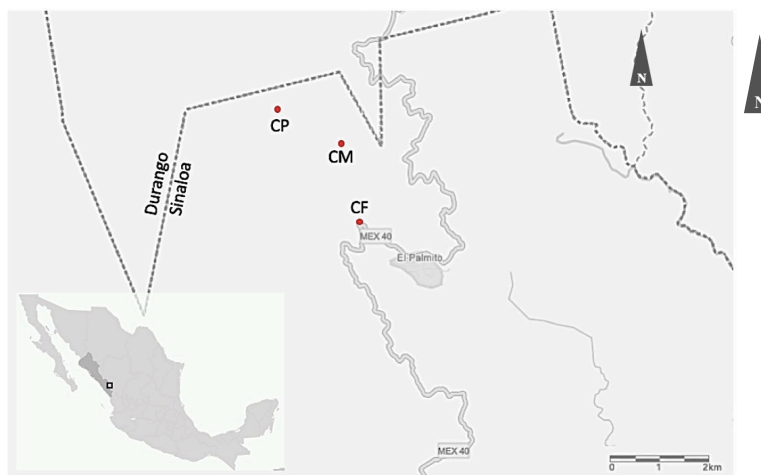 N
N
CP
CM
Durango
Sinaloa
CF
MEX 40
El Palmito
MEX 40
0 1 2km